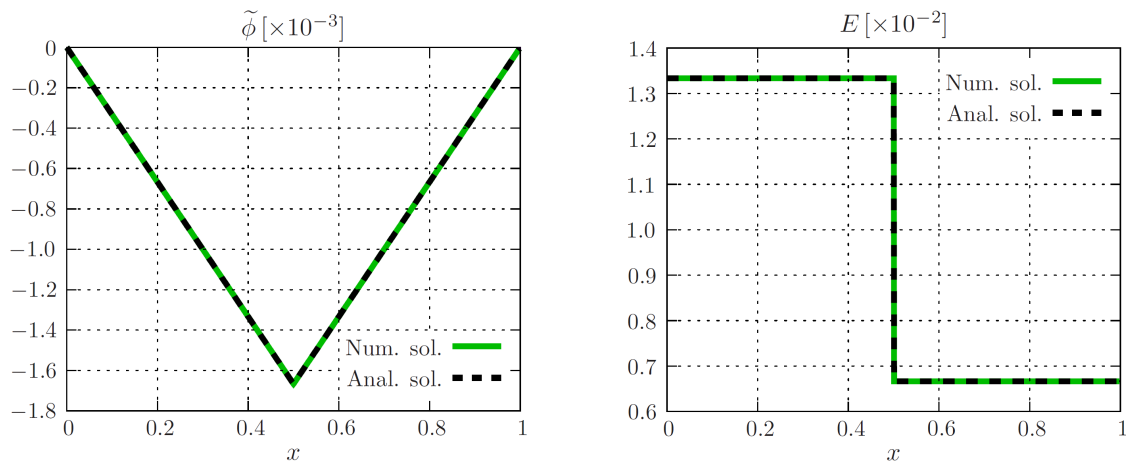 ϕ̃ [×10⁻³]
0
−0.2
−0.4
−0.6
−0.8
−1.0
−1.2
−1.4
−1.6
−1.8
0 0.2 0.4 0.6 0.8 1
x
Num. sol.
Anal. sol.
E [×10⁻²]
1.4
1.3
1.2
1.1
1.0
0.9
0.8
0.7
0.6
0 0.2 0.4 0.6 0.8 1
x
Num. sol.
Anal. sol.